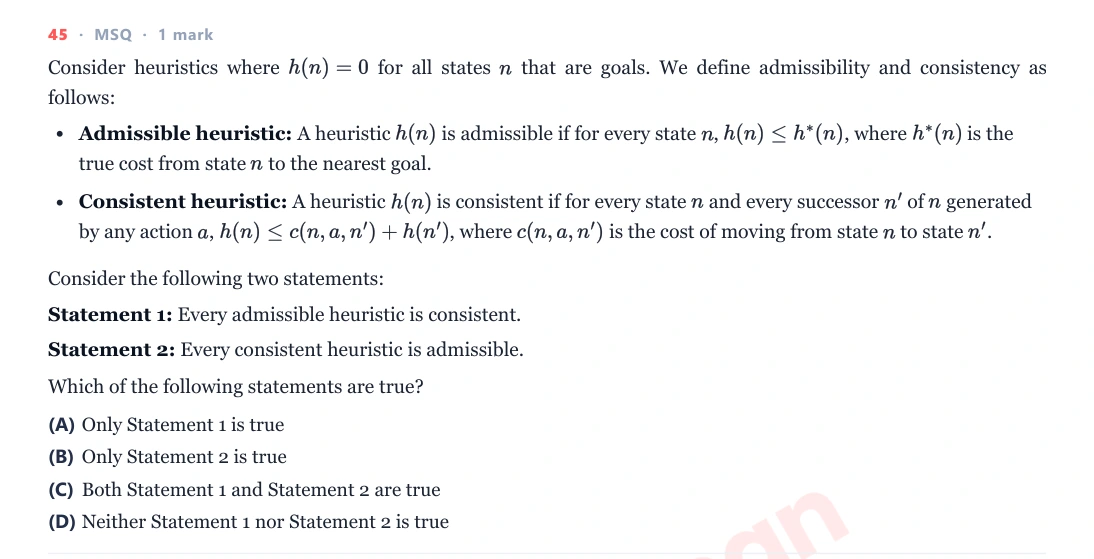 45 · MSQ · 1 mark
Consider heuristics where h(n) = 0 for all states n that are goals. We define admissibility and consistency as
follows:
• Admissible heuristic: A heuristic h(n) is admissible if for every state n, h(n) ≤ h*(n), where h*(n) is the
true cost from state n to the nearest goal.
• Consistent heuristic: A heuristic h(n) is consistent if for every state n and every successor n′ of n generated
by any action a, h(n) ≤ c(n, a, n′) + h(n′), where c(n, a, n′) is the cost of moving from state n to state n′.
Consider the following two statements:
Statement 1: Every admissible heuristic is consistent.
Statement 2: Every consistent heuristic is admissible.
Which of the following statements are true?
(A) Only Statement 1 is true
(B) Only Statement 2 is true
(C) Both Statement 1 and Statement 2 are true
(D) Neither Statement 1 nor Statement 2 is true